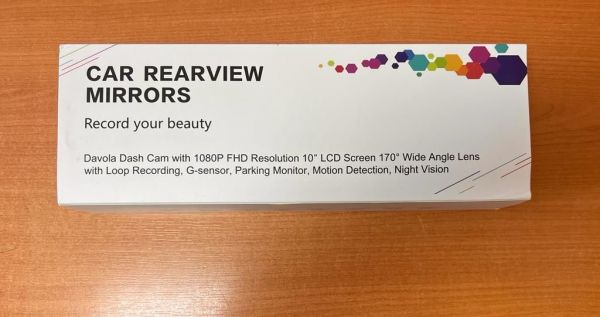 CAR REARVIEW
MIRRORS
Record your beauty
Davola Dash Cam with 1080P FHD Resolution 10" LCD Screen 170° Wide Angle Lens
with Loop Recording, G-sensor, Parking Monitor, Motion Detection, Night Vision